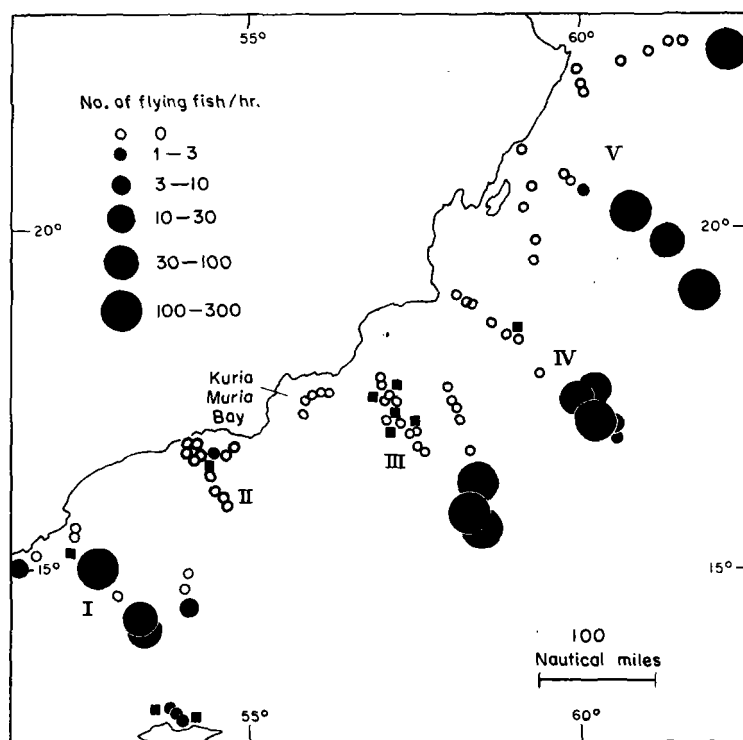 55°
60°
No. of flying fish/hr.
0
1–3
3–10
10–30
30–100
100–300
V
20°
20°
IV
Kuria
Muria
Bay
III
II
15°
15°
I
100
Nautical miles
55°
60°